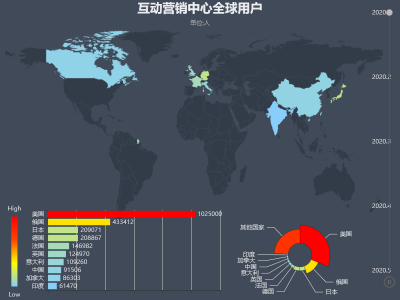 互动营销中心全球用户
单位:人
2020
2020.2
2020.3
2020.4
2020.5
High
Low
美国 1025000
俄国 433412
日本 209071
德国 208867
法国 146982
英国 124970
意大利 109260
中国 91506
加拿大 86303
印度 61470
其他国家
美国
印度
加拿大
中国
意大利
英国
法国
德国
日本
俄国